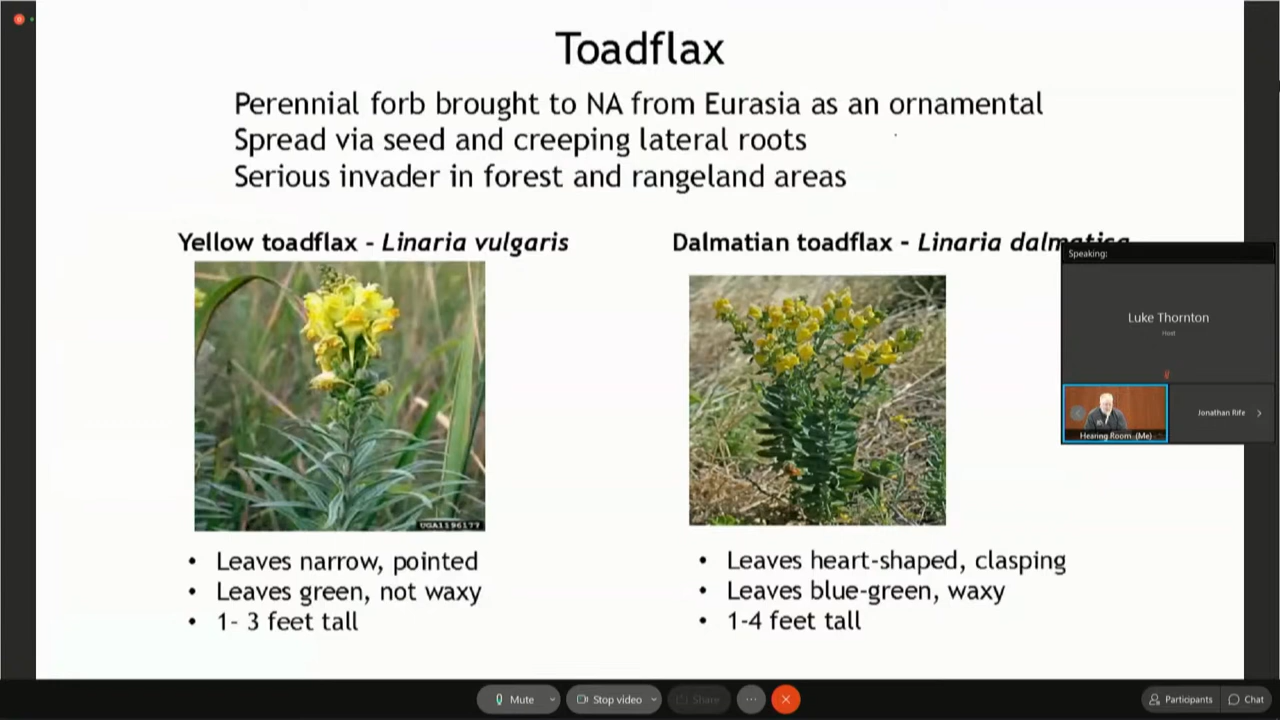 Toadflax
Perennial forb brought to NA from Eurasia as an ornamental
Spread via seed and creeping lateral roots
Serious invader in forest and rangeland areas
Yellow toadflax - Linaria vulgaris
Dalmatian toadflax - Linaria dalmatica
Speaking:
Luke Thornton
Host
Hearing Room (Me)
Jonathan Rife
UGA1196177
• Leaves narrow, pointed
• Leaves green, not waxy
• 1- 3 feet tall
• Leaves heart-shaped, clasping
• Leaves blue-green, waxy
• 1-4 feet tall
Mute
Stop video
Share
Participants
Chat